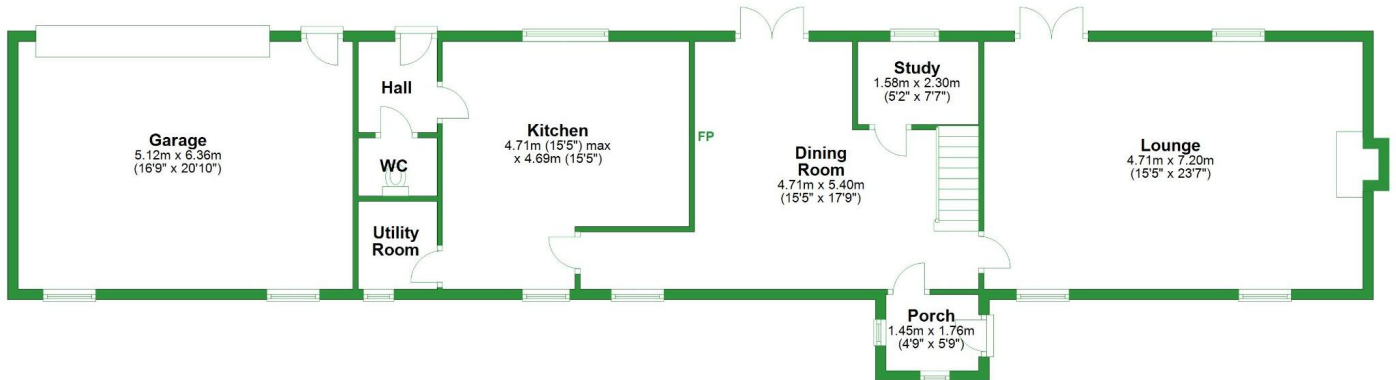 Garage
5.12m x 6.36m
(16'9" x 20'10")
Hall
WC
Utility
Room
Kitchen
4.71m (15'5") max
x 4.69m (15'5")
FP
Dining
Room
4.71m x 5.40m
(15'5" x 17'9")
Study
1.58m x 2.30m
(5'2" x 7'7")
Lounge
4.71m x 7.20m
(15'5" x 23'7")
Porch
1.45m x 1.76m
(4'9" x 5'9")